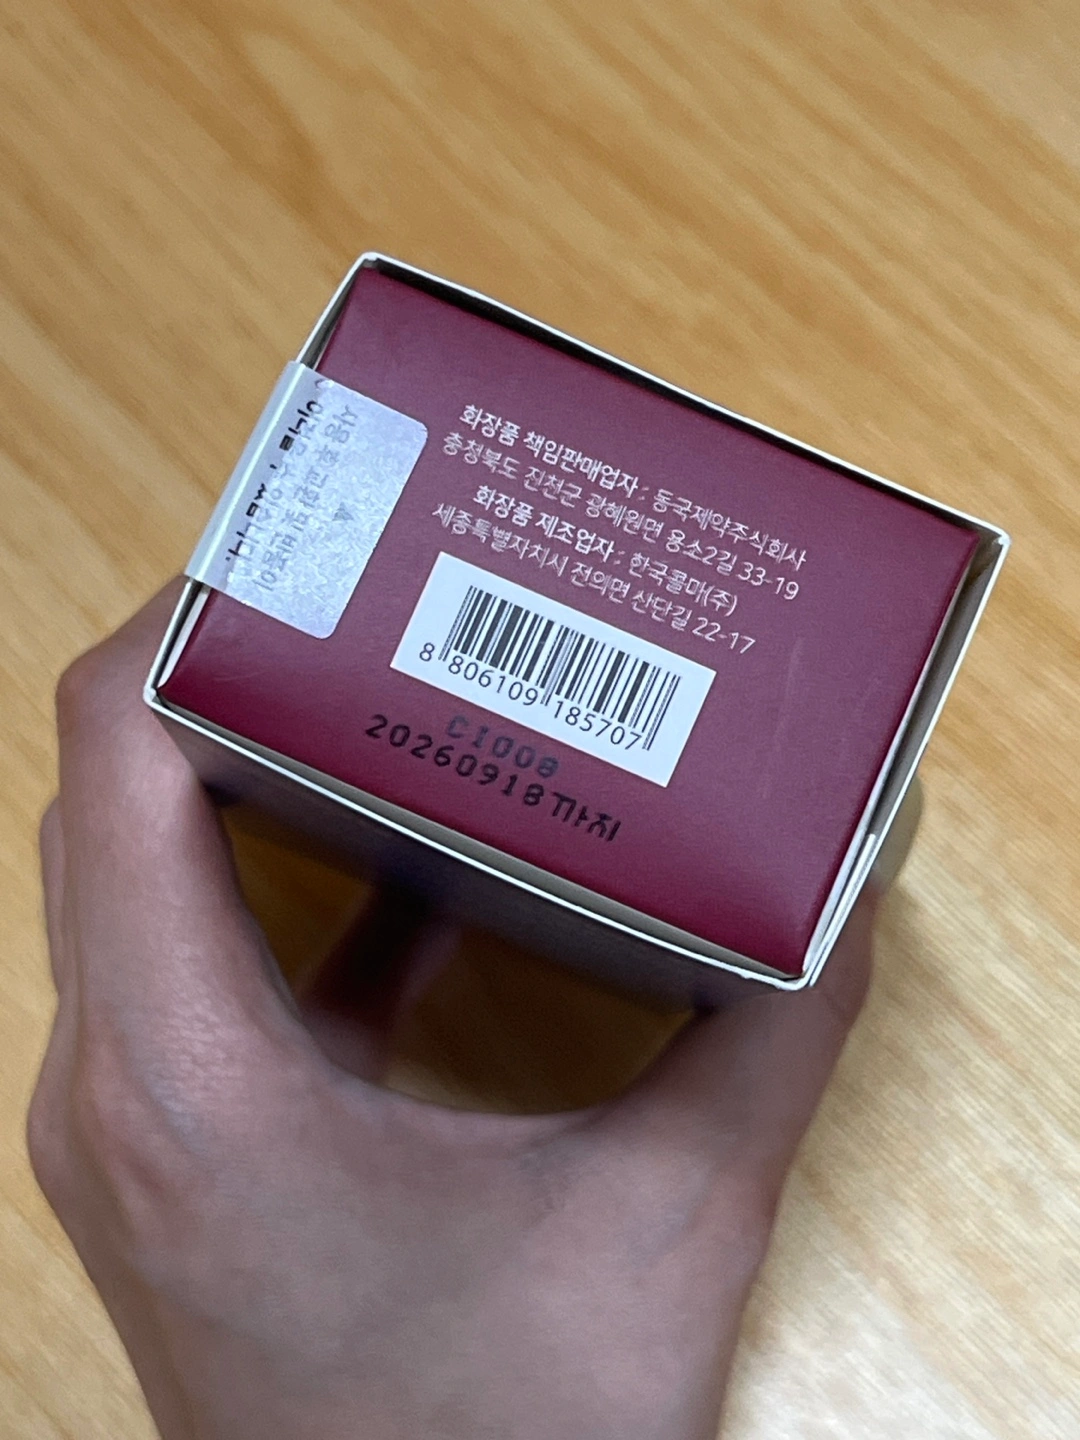 화장품 책임판매업자 : 동국제약주식회사
충청북도 진천군 광혜원면 용소2길 33-19
화장품 제조업자 : 한국콜마(주)
세종특별자치시 전의면 산단길 22-17
8 806109 185707
C1008
20260918까지